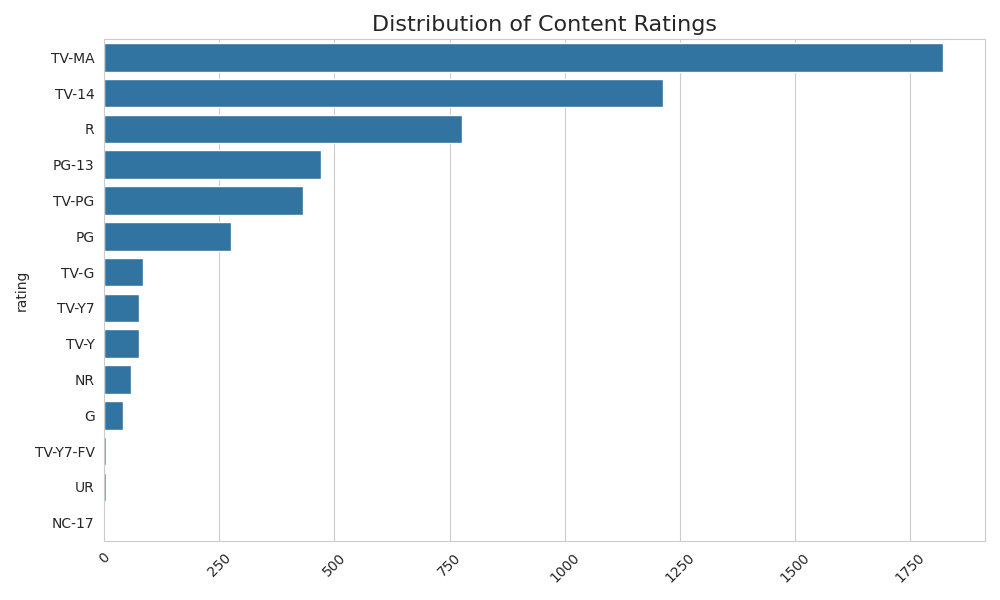 Distribution of Content Ratings
TV-MA
TV-14
R
PG-13
TV-PG
PG
TV-G
TV-Y7
TV-Y
NR
G
TV-Y7-FV
UR
NC-17
rating
0
250
500
750
1000
1250
1500
1750